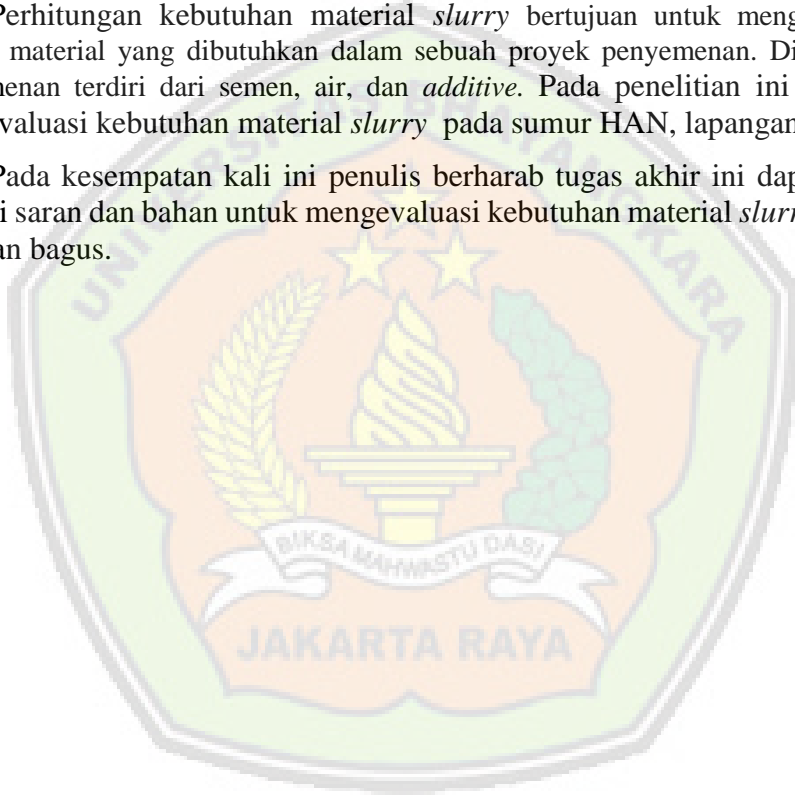 Perhitungan kebutuhan material slurry bertujuan untuk meng
material yang dibutuhkan dalam sebuah proyek penyemenan. Di
menan terdiri dari semen, air, dan additive. Pada penelitian ini
valuasi kebutuhan material slurry pada sumur HAN, lapangan
Pada kesempatan kali ini penulis berharab tugas akhir ini dap
i saran dan bahan untuk mengevaluasi kebutuhan material slurr
an bagus.
UNIVERSITAS BHAYANGKARA
BIKSA MAHWASTU DASI
JAKARTA RAYA